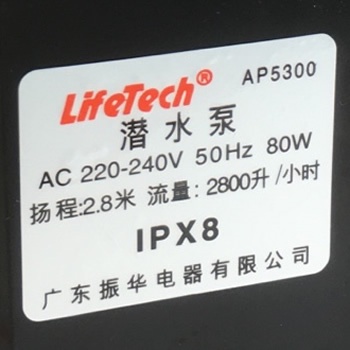 LifeTech® AP5300
潜水泵
AC 220-240V 50Hz 80W
扬程:2.8米 流量:2800升/小时
IPX8
广东振华电器有限公司